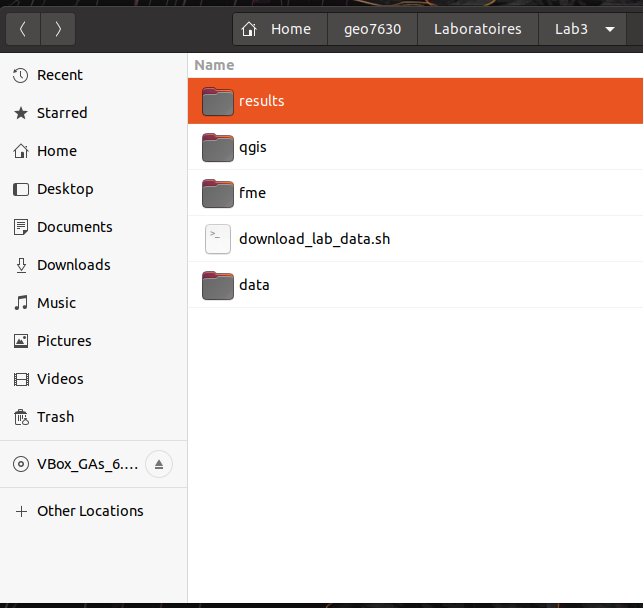 Home geo7630 Laboratoires Lab3
Recent
Starred
Home
Desktop
Documents
Downloads
Music
Pictures
Videos
Trash
VBox_GAs_6....
Other Locations
Name
results
qgis
fme
>_ download_lab_data.sh
data